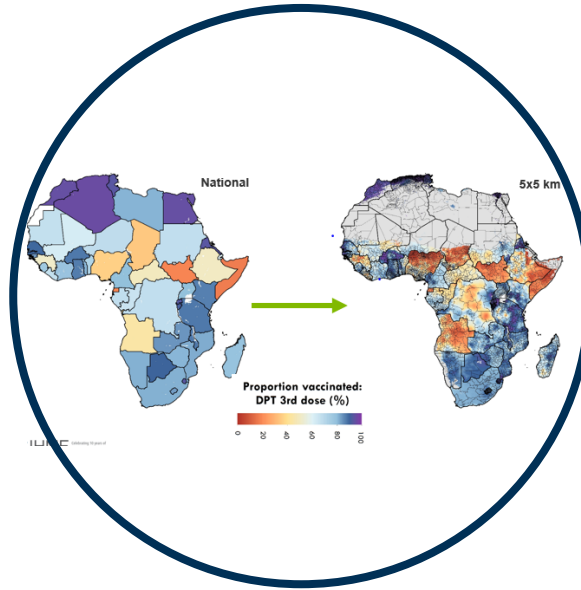 National
5x5 km
Proportion vaccinated:
DPT 3rd dose (%)
0 20 40 60 80 100